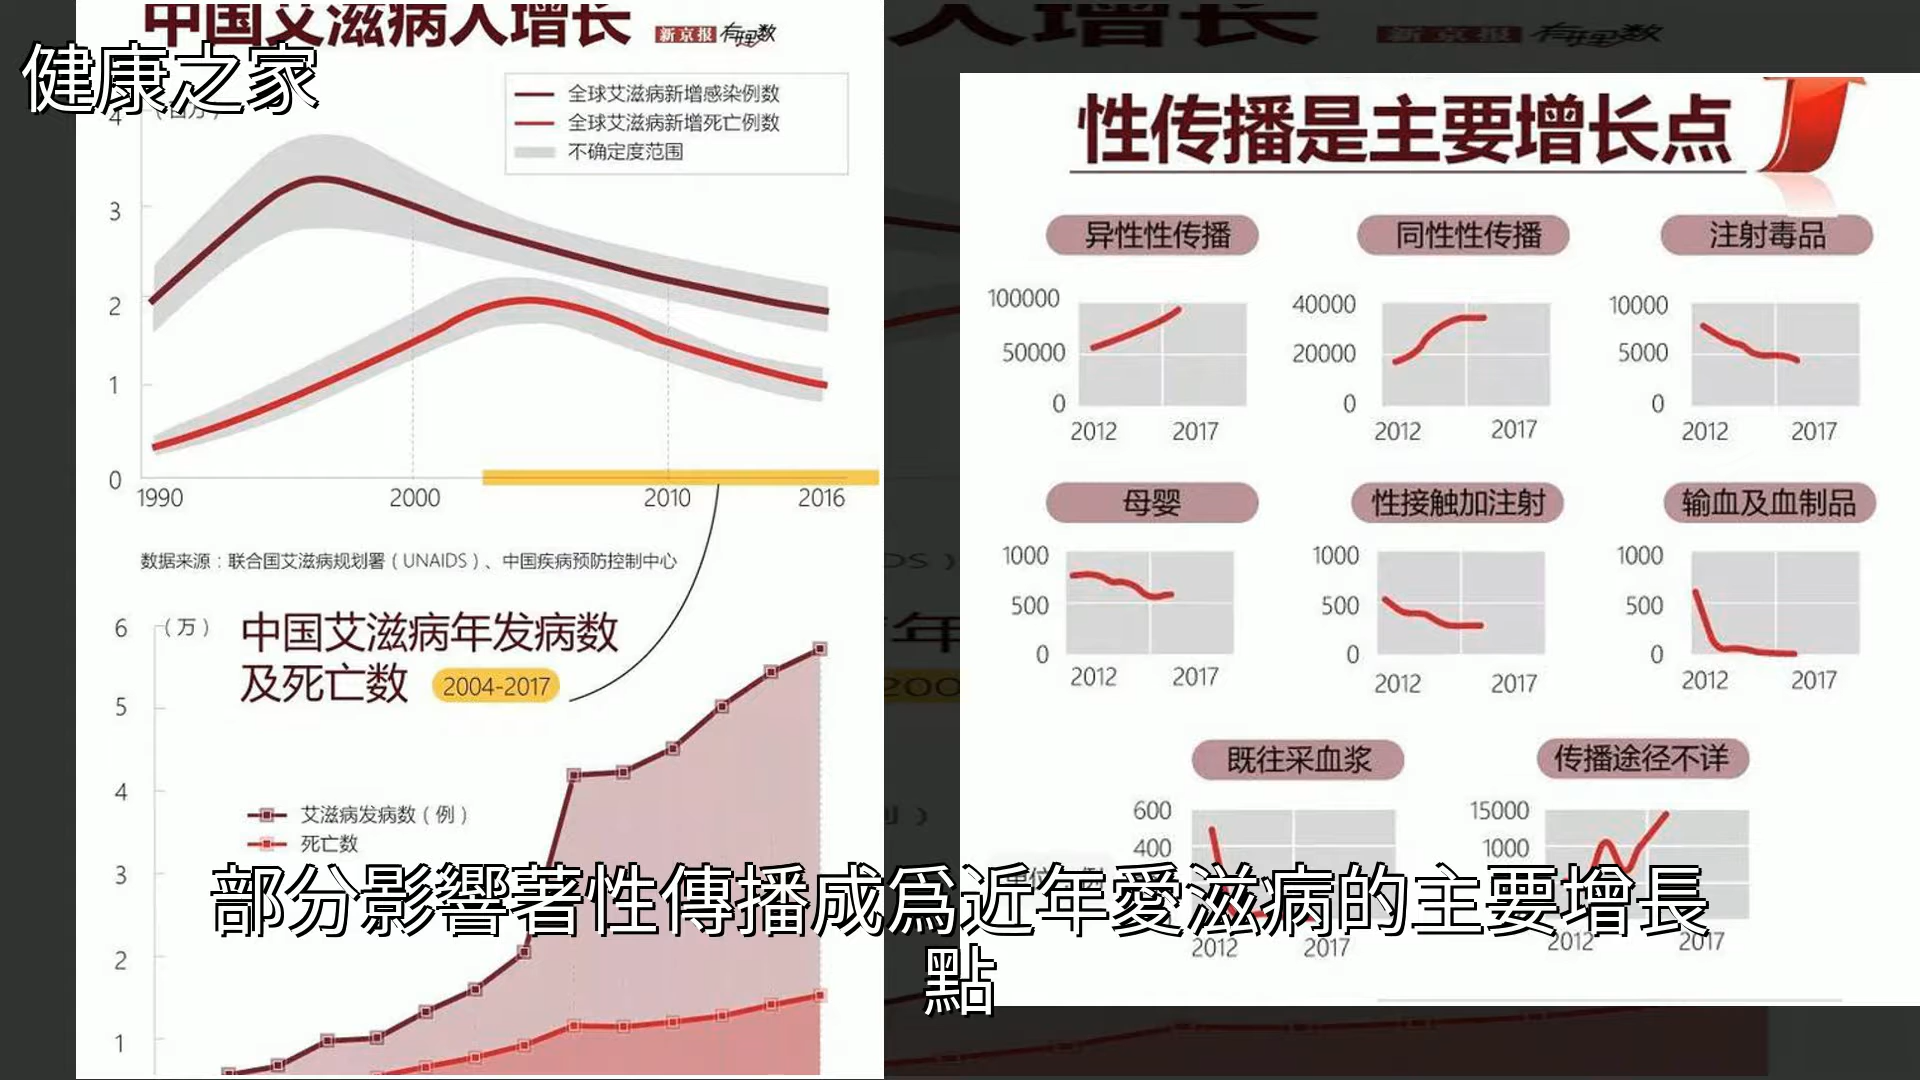 中国艾滋病人增长
新京报 有理数
健康之家
全球艾滋病新增感染例数
全球艾滋病新增死亡例数
不确定度范围
4
3
2
1
0
1990 2000 2010 2016
数据来源：联合国艾滋病规划署（UNAIDS）、中国疾病预防控制中心
中国艾滋病年发病数
及死亡数
2004-2017
6（万）
5
4
3
2
1
艾滋病发病数（例）
死亡数
性传播是主要增长点
异性性传播
100000
50000
0
2012 2017
同性性传播
40000
20000
0
2012 2017
注射毒品
10000
5000
0
2012 2017
母婴
1000
500
0
2012 2017
性接触加注射
1000
500
0
2012 2017
输血及血制品
1000
500
0
2012 2017
既往采血浆
600
400
2012 2017
传播途径不详
15000
1000
2012 2017
部分影響著性傳播成爲近年愛滋病的主要增長
點